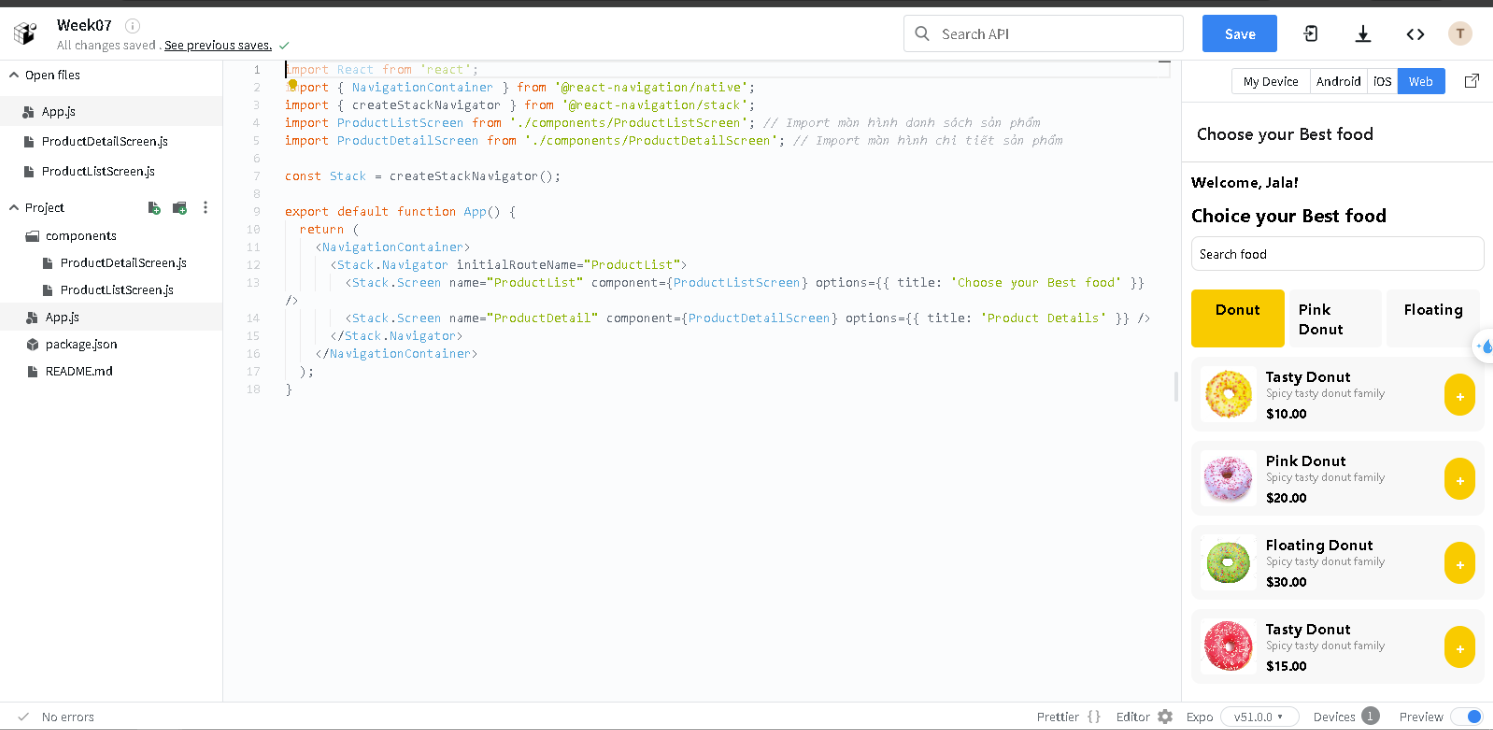 Week07
All changes saved. See previous saves.
Search API
Save
T
Open files
App.js
ProductDetailScreen.js
ProductListScreen.js
Project
components
ProductDetailScreen.js
ProductListScreen.js
App.js
package.json
README.md
1 import React from 'react';
2 import { NavigationContainer } from '@react-navigation/native';
3 import { createStackNavigator } from '@react-navigation/stack';
4 import ProductListScreen from './components/ProductListScreen'; // Import màn hình danh sách sản phẩm
5 import ProductDetailScreen from './components/ProductDetailScreen'; // Import màn hình chi tiết sản phẩm
6
7 const Stack = createStackNavigator();
8
9 export default function App() {
10 return (
11 <NavigationContainer>
12 <Stack.Navigator initialRouteName="ProductList">
13 <Stack.Screen name="ProductList" component={ProductListScreen} options={{ title: 'Choose your Best food' }}
/>
14 <Stack.Screen name="ProductDetail" component={ProductDetailScreen} options={{ title: 'Product Details' }} />
15 </Stack.Navigator>
16 </NavigationContainer>
17 );
18 }
My Device Android iOS Web
Choose your Best food
Welcome, Jala!
Choice your Best food
Search food
Donut
Pink
Donut
Floating
Tasty Donut
Spicy tasty donut family
$10.00
+
Pink Donut
Spicy tasty donut family
$20.00
+
Floating Donut
Spicy tasty donut family
$30.00
+
Tasty Donut
Spicy tasty donut family
$15.00
+
No errors
Prettier {} Editor Expo v51.0.0 Devices 1 Preview